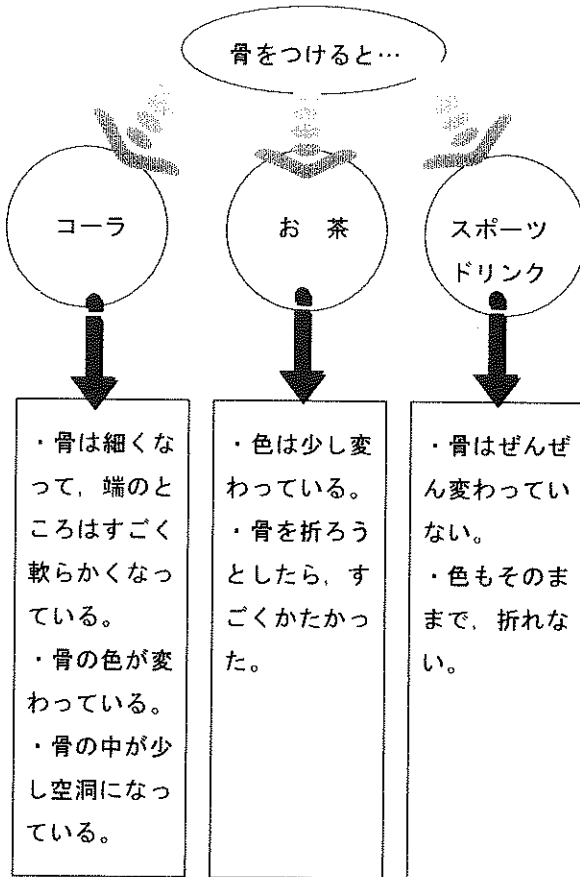 骨をつけると…
コーラ
お 茶
スポーツ
ドリンク
・骨は細くな
って，端のと
ころはすごく
軟らかくなっ
ている。
・骨の色が変
わっている。
・骨の中が少
し空洞になっ
ている。
・色は少し変
わっている。
・骨を折ろう
としたら，す
ごくかたかっ
た。
・骨はぜんぜ
ん変わってい
ない。
・色もそのま
まで，折れな
い。